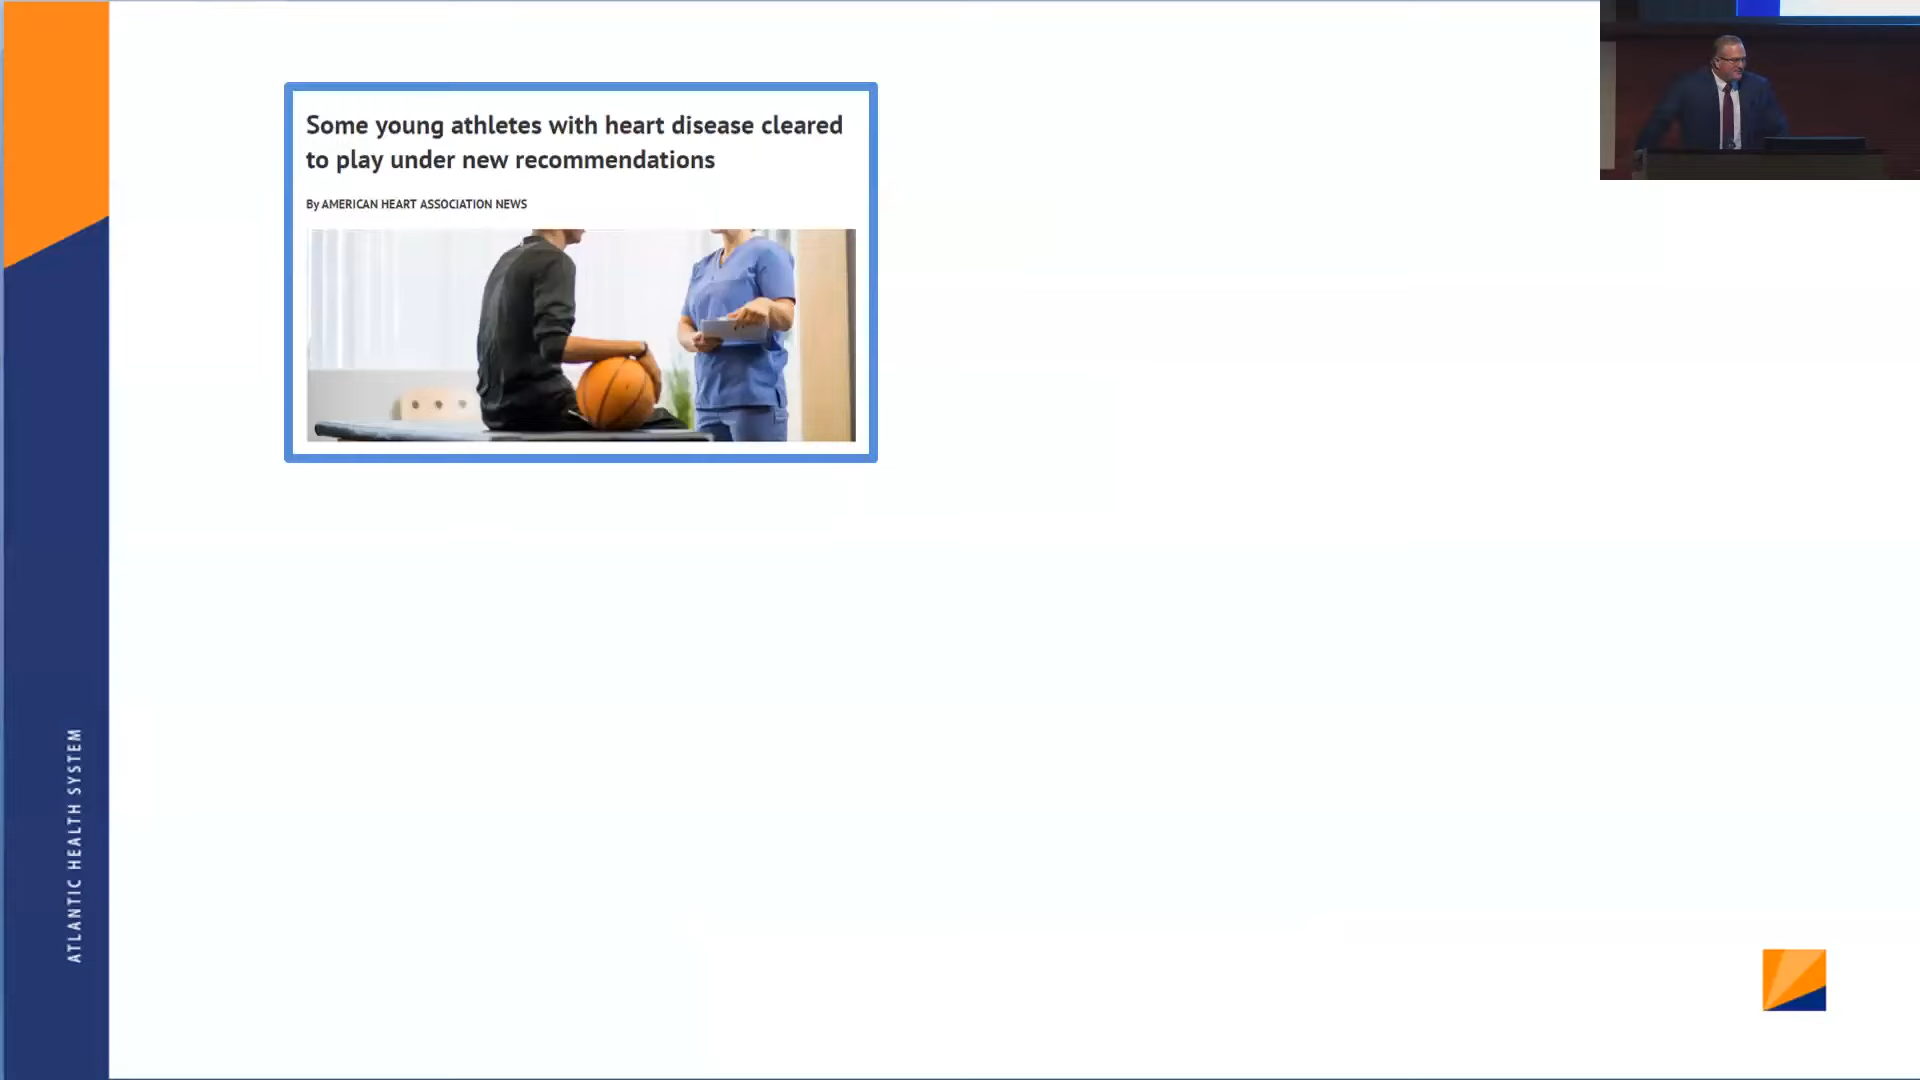 Some young athletes with heart disease cleared
to play under new recommendations
By AMERICAN HEART ASSOCIATION NEWS
ATLANTIC HEALTH SYSTEM